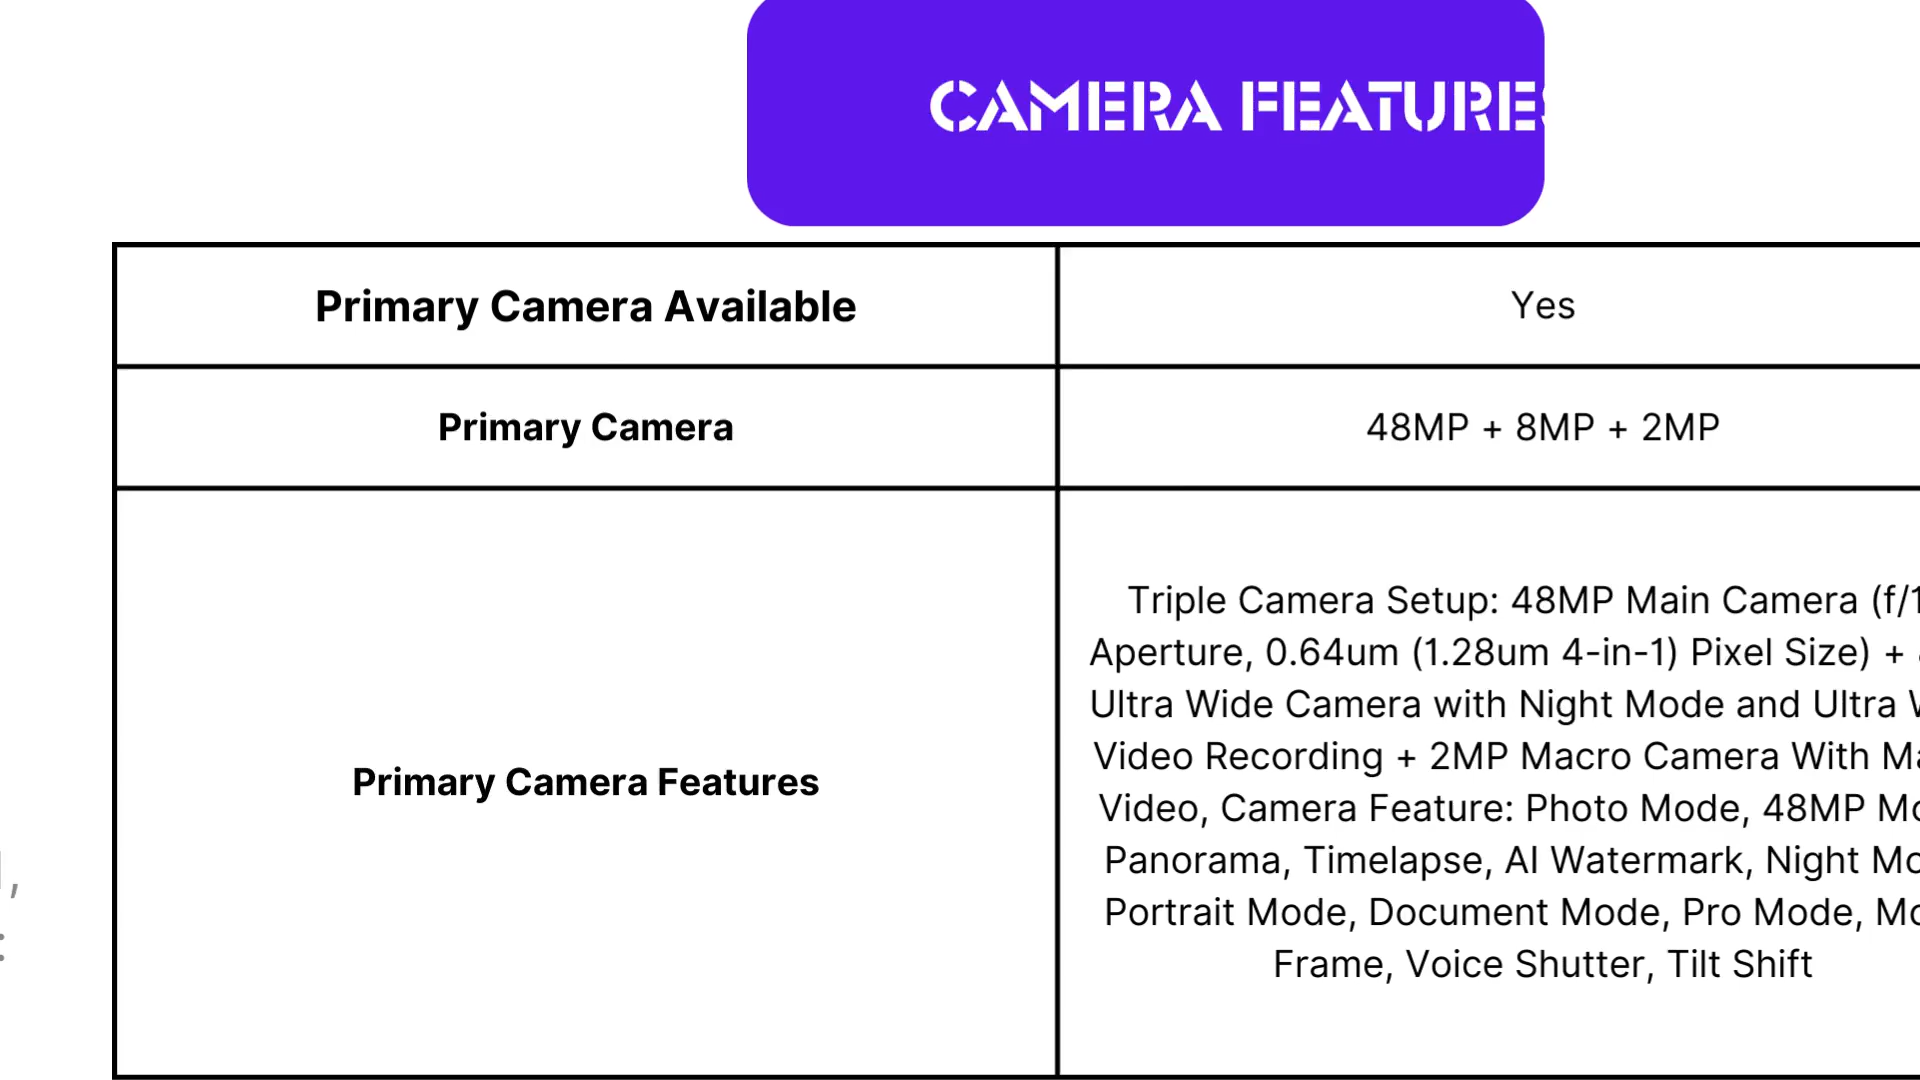 CAMERA FEATURES
Primary Camera Available
Yes
Primary Camera
48MP + 8MP + 2MP
Primary Camera Features
Triple Camera Setup: 48MP Main Camera (f/1
Aperture, 0.64um (1.28um 4-in-1) Pixel Size) +
Ultra Wide Camera with Night Mode and Ultra
Video Recording + 2MP Macro Camera With
Video, Camera Feature: Photo Mode, 48MP
Panorama, Timelapse, AI Watermark, Night
Portrait Mode, Document Mode, Pro Mode,
Frame, Voice Shutter, Tilt Shift